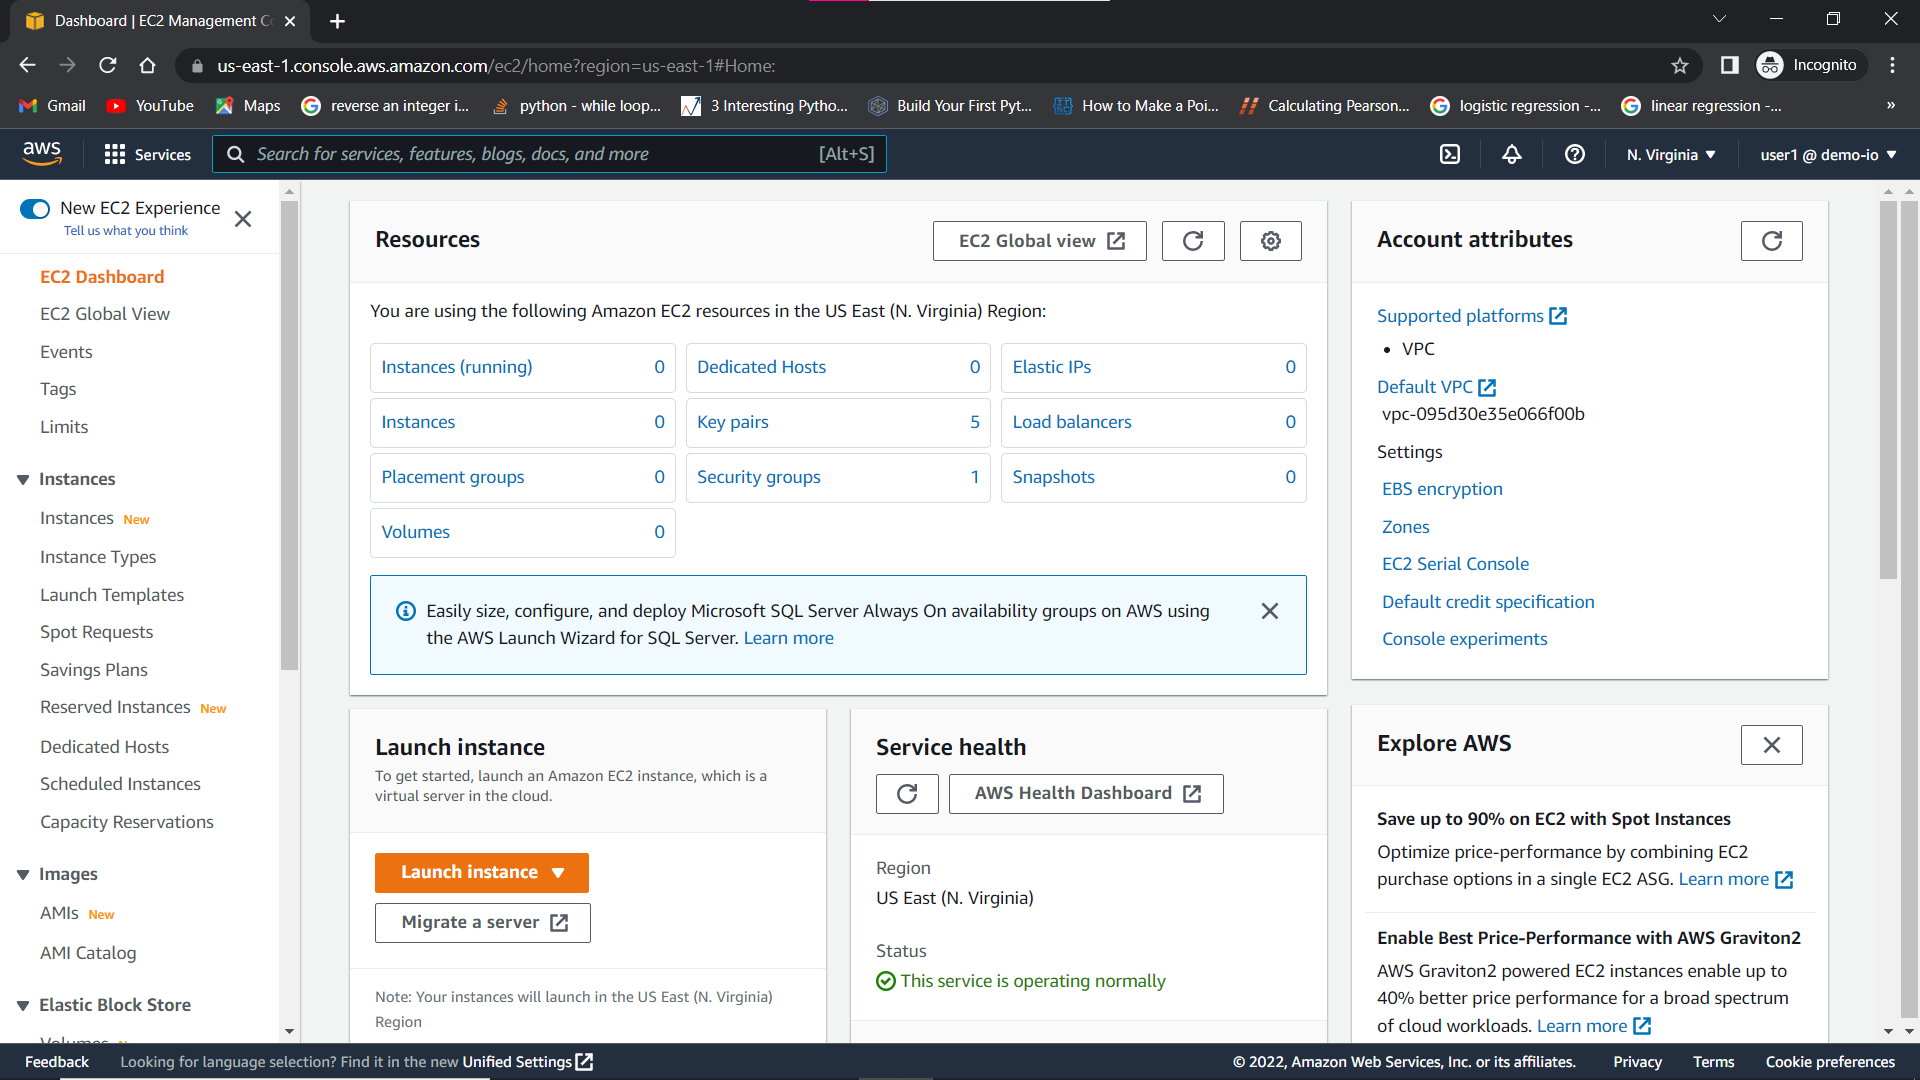 Dashboard | EC2 Management Co
us-east-1.console.aws.amazon.com/ec2/home?region=us-east-1#Home:
Incognito
Gmail
YouTube
Maps
reverse an integer i...
python - while loop...
3 Interesting Pytho...
Build Your First Pyt...
How to Make a Poi...
Calculating Pearson...
logistic regression -...
linear regression -...
»
aws
Services
Search for services, features, blogs, docs, and more
[Alt+S]
N. Virginia
user1 @ demo-io
New EC2 Experience
Tell us what you think
EC2 Dashboard
EC2 Global View
Events
Tags
Limits
Instances
Instances New
Instance Types
Launch Templates
Spot Requests
Savings Plans
Reserved Instances New
Dedicated Hosts
Scheduled Instances
Capacity Reservations
Images
AMIs New
AMI Catalog
Elastic Block Store
Volumes
Resources
EC2 Global view
You are using the following Amazon EC2 resources in the US East (N. Virginia) Region:
Instances (running) 0
Dedicated Hosts 0
Elastic IPs 0
Instances 0
Key pairs 5
Load balancers 0
Placement groups 0
Security groups 1
Snapshots 0
Volumes 0
Easily size, configure, and deploy Microsoft SQL Server Always On availability groups on AWS using
the AWS Launch Wizard for SQL Server. Learn more
Launch instance
To get started, launch an Amazon EC2 instance, which is a
virtual server in the cloud.
Launch instance
Migrate a server
Note: Your instances will launch in the US East (N. Virginia)
Region
Service health
AWS Health Dashboard
Region
US East (N. Virginia)
Status
This service is operating normally
Account attributes
Supported platforms
• VPC
Default VPC
vpc-095d30e35e066f00b
Settings
EBS encryption
Zones
EC2 Serial Console
Default credit specification
Console experiments
Explore AWS
Save up to 90% on EC2 with Spot Instances
Optimize price-performance by combining EC2
purchase options in a single EC2 ASG. Learn more
Enable Best Price-Performance with AWS Graviton2
AWS Graviton2 powered EC2 instances enable up to
40% better price performance for a broad spectrum
of cloud workloads. Learn more
Feedback
Looking for language selection? Find it in the new Unified Settings
© 2022, Amazon Web Services, Inc. or its affiliates.
Privacy
Terms
Cookie preferences